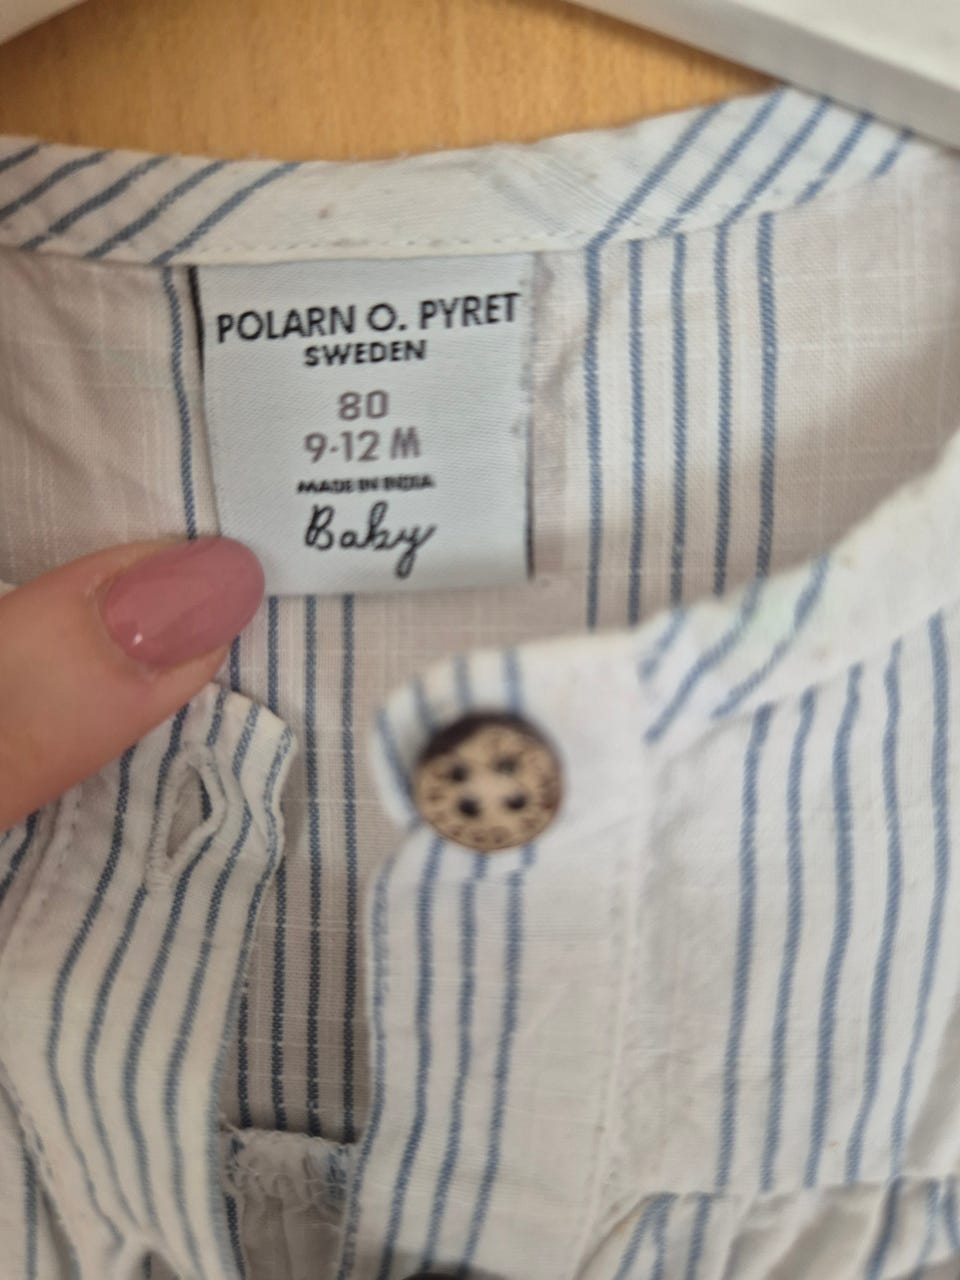 POLARN O. PYRET
SWEDEN
80
9-12 M
MADE IN INDIA
Baby